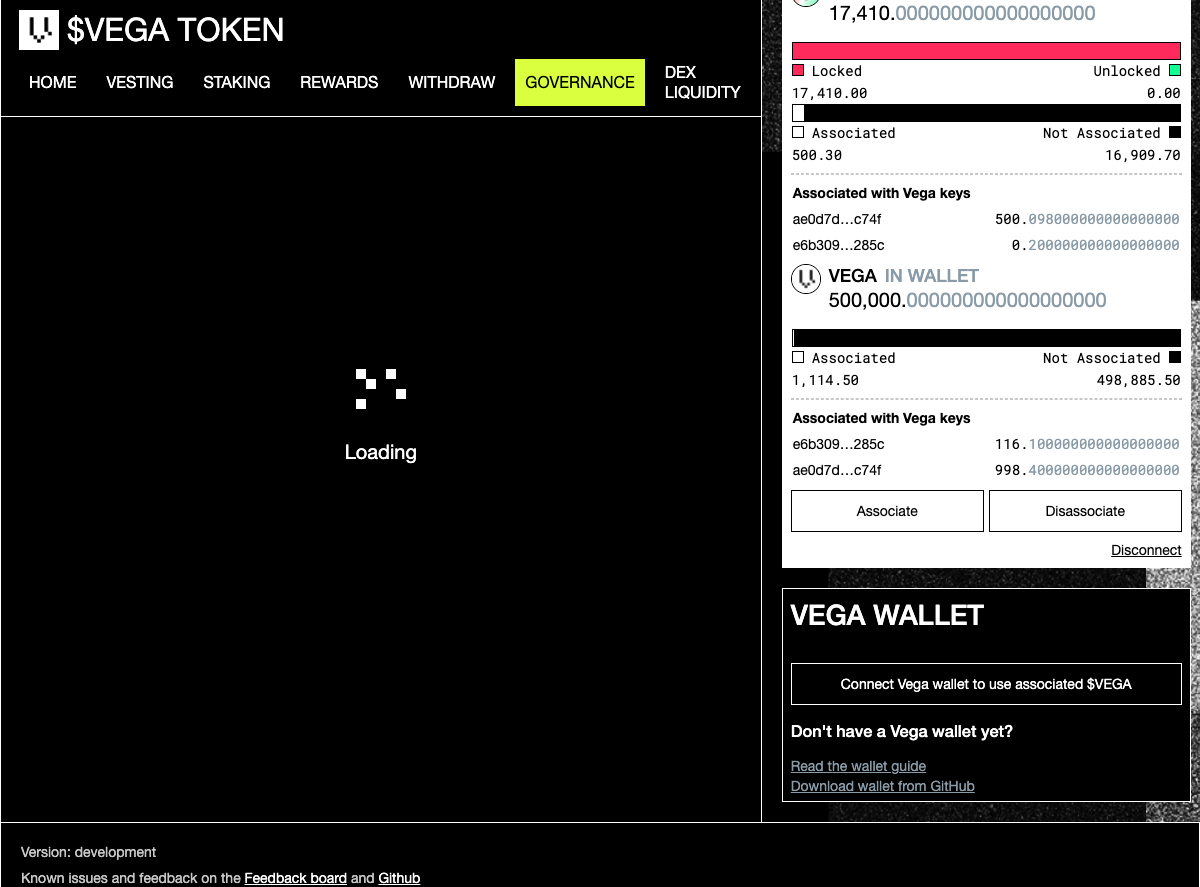 $VEGA TOKEN
HOME VESTING STAKING REWARDS WITHDRAW GOVERNANCE DEX LIQUIDITY
Loading
17,410.000000000000000000
Locked Unlocked
17,410.00 0.00
Associated Not Associated
500.30 16,909.70
Associated with Vega keys
ae0d7d…c74f 500.098000000000000000
e6b309…285c 0.200000000000000000
VEGA IN WALLET
500,000.000000000000000000
Associated Not Associated
1,114.50 498,885.50
Associated with Vega keys
e6b309…285c 116.100000000000000000
ae0d7d…c74f 998.400000000000000000
Associate Disassociate
Disconnect
VEGA WALLET
Connect Vega wallet to use associated $VEGA
Don't have a Vega wallet yet?
Read the wallet guide
Download wallet from GitHub
Version: development
Known issues and feedback on the Feedback board and Github